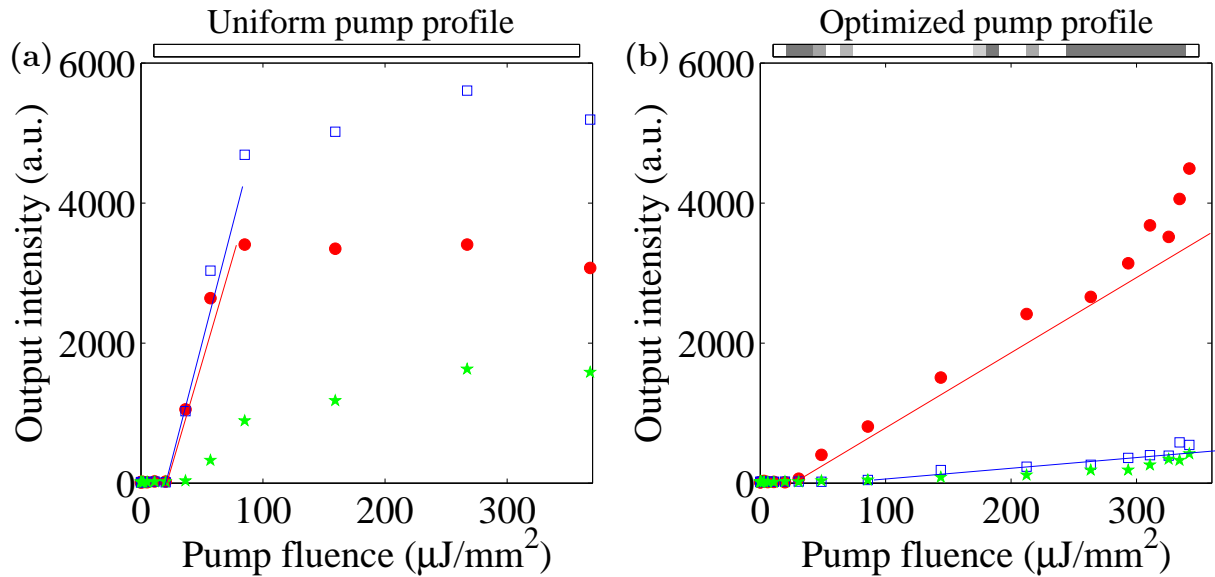 Uniform pump profile
(a)
6000
4000
2000
0
Output intensity (a.u.)
0 100 200 300
Pump fluence (μJ/mm²)
Optimized pump profile
(b)
6000
4000
2000
0
Output intensity (a.u.)
0 100 200 300
Pump fluence (μJ/mm²)